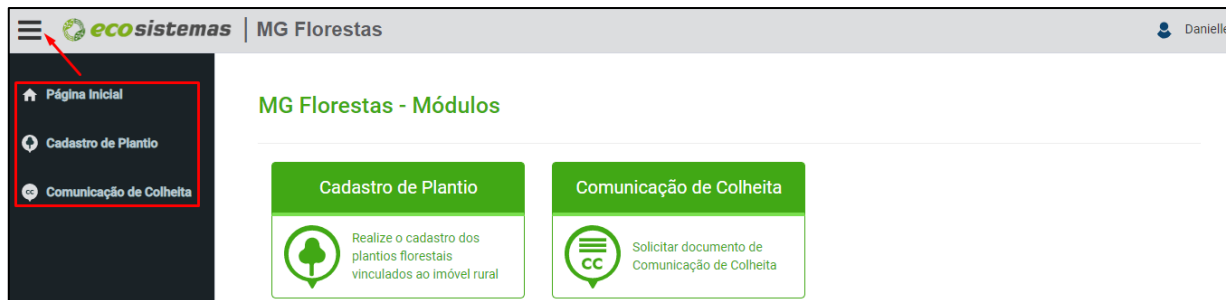 ecosistemas | MG Florestas
Danielle
Página Inicial
Cadastro de Plantio
Comunicação de Colheita
MG Florestas - Módulos
Cadastro de Plantio
Realize o cadastro dos
plantios florestais
vinculados ao imóvel rural
Comunicação de Colheita
CC
Solicitar documento de
Comunicação de Colheita